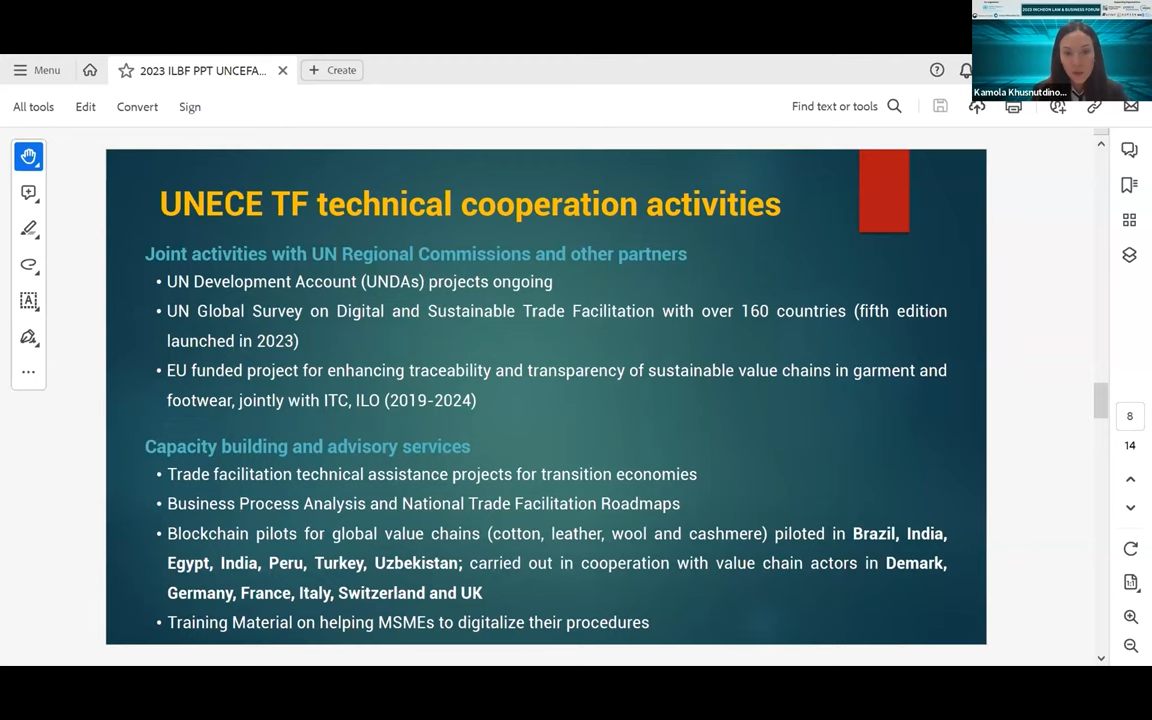 2023 INCHEON LAW & BUSINESS FORUM
Menu
2023 ILBF PPT UNCEFA...
Create
Kamola Khusnutdino...
All tools
Edit
Convert
Sign
Find text or tools
UNECE TF technical cooperation activities
Joint activities with UN Regional Commissions and other partners
• UN Development Account (UNDAs) projects ongoing
• UN Global Survey on Digital and Sustainable Trade Facilitation with over 160 countries (fifth edition
launched in 2023)
• EU funded project for enhancing traceability and transparency of sustainable value chains in garment and
footwear, jointly with ITC, ILO (2019-2024)
Capacity building and advisory services
• Trade facilitation technical assistance projects for transition economies
• Business Process Analysis and National Trade Facilitation Roadmaps
• Blockchain pilots for global value chains (cotton, leather, wool and cashmere) piloted in Brazil, India,
Egypt, India, Peru, Turkey, Uzbekistan; carried out in cooperation with value chain actors in Demark,
Germany, France, Italy, Switzerland and UK
• Training Material on helping MSMEs to digitalize their procedures
8
14